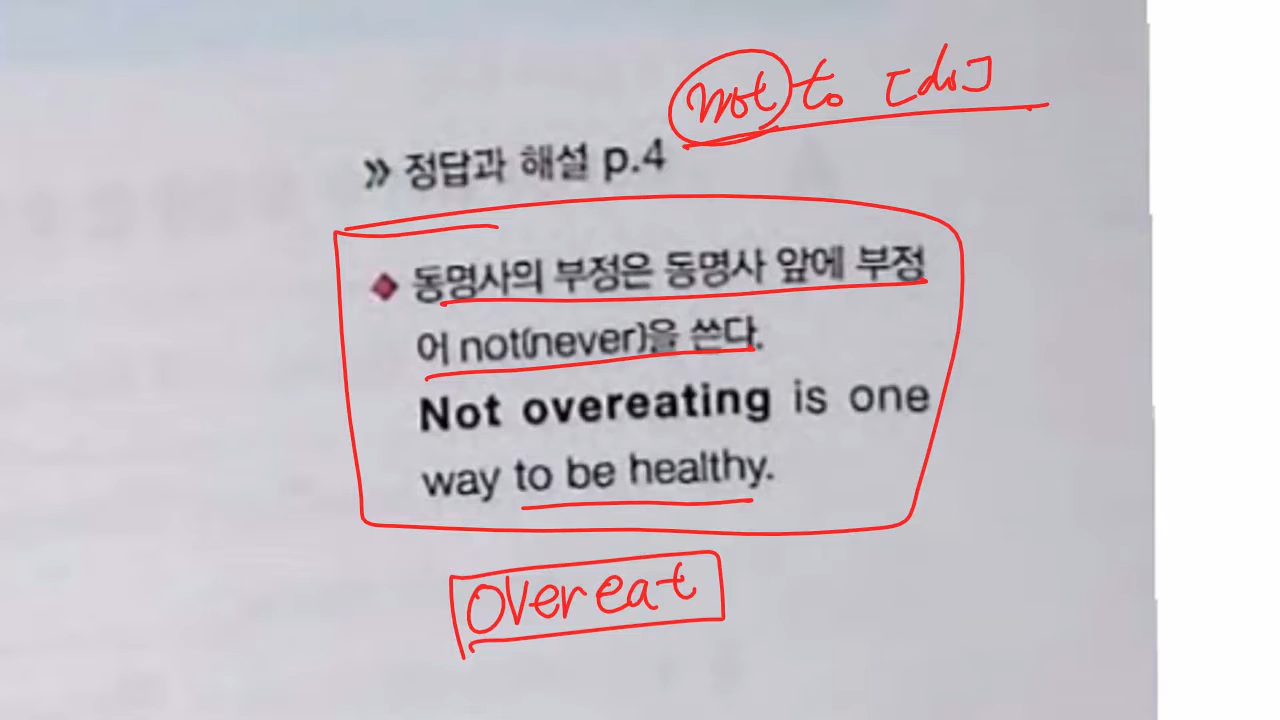 not to [do]
» 정답과 해설 p.4
◆ 동명사의 부정은 동명사 앞에 부정
어 not(never)을 쓴다.
Not overeating is one
way to be healthy.
overeat